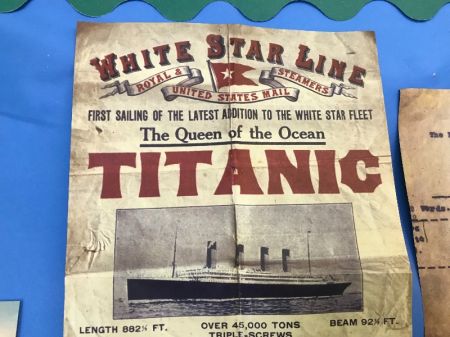 WHITE STAR LINE
ROYAL & UNITED STATES MAIL STEAMERS
FIRST SAILING OF THE LATEST ADDITION TO THE WHITE STAR FLEET
The Queen of the Ocean
TITANIC
LENGTH 882½ FT. OVER 45,000 TONS BEAM 92½ FT.
TRIPLE-SCREWS
The
Words.